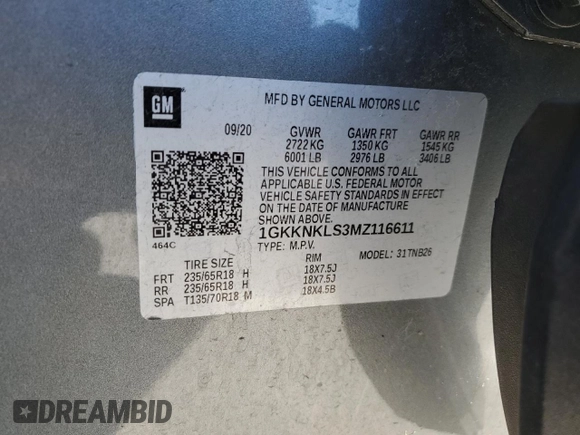 GM
MFD BY GENERAL MOTORS LLC
09/20 GVWR GAWR FRT GAWR RR
2722 KG 1350 KG 1545 KG
6001 LB 2976 LB 3406 LB
THIS VEHICLE CONFORMS TO ALL
APPLICABLE U.S. FEDERAL MOTOR
VEHICLE SAFETY STANDARDS IN EFFECT
ON THE DATE OF MANUFACTURE
SHOWN ABOVE.
1GKKNKLS3MZ116611
464C
TYPE: M.P.V. MODEL: 31TNB26
TIRE SIZE RIM
FRT 235/65R18 H 18X7.5J
RR 235/65R18 H 18X7.5J
SPA T135/70R18 M 18X4.5B
DREAMBID